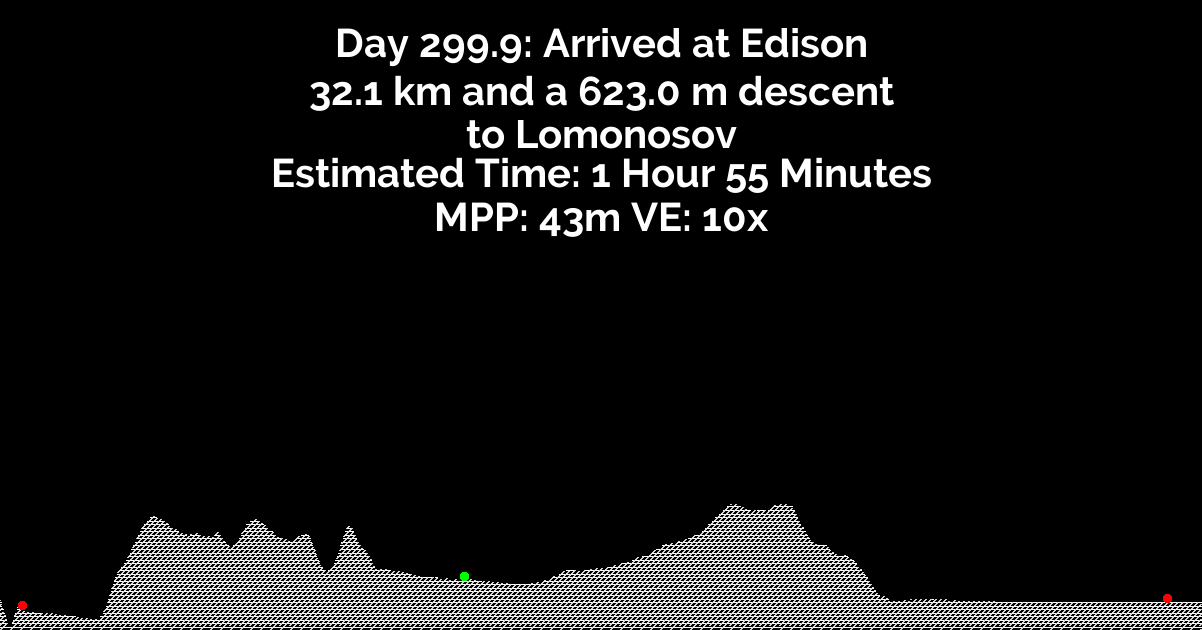 Day 299.9: Arrived at Edison
32.1 km and a 623.0 m descent
to Lomonosov
Estimated Time: 1 Hour 55 Minutes
MPP: 43m VE: 10x